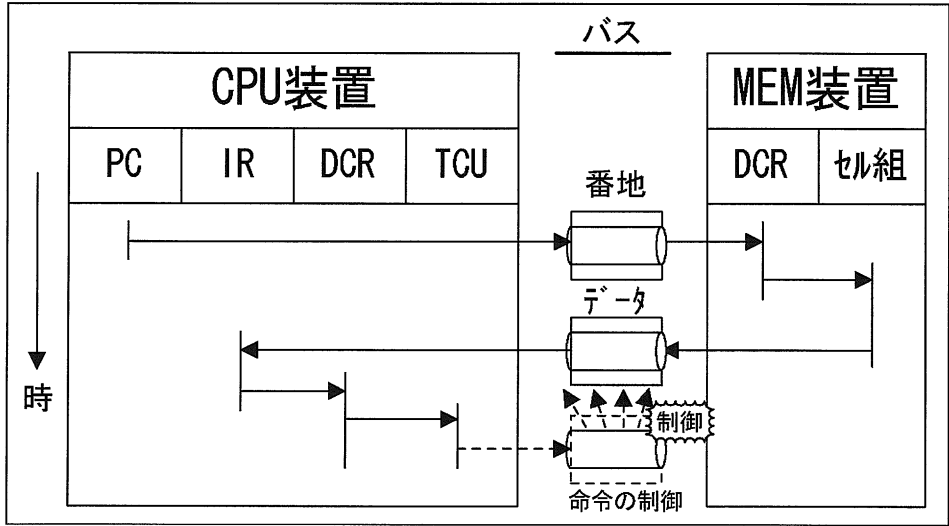 バス
CPU装置
MEM装置
PC
IR
DCR
TCU
DCR
セル組
番地
データ
時
制御
命令の制御